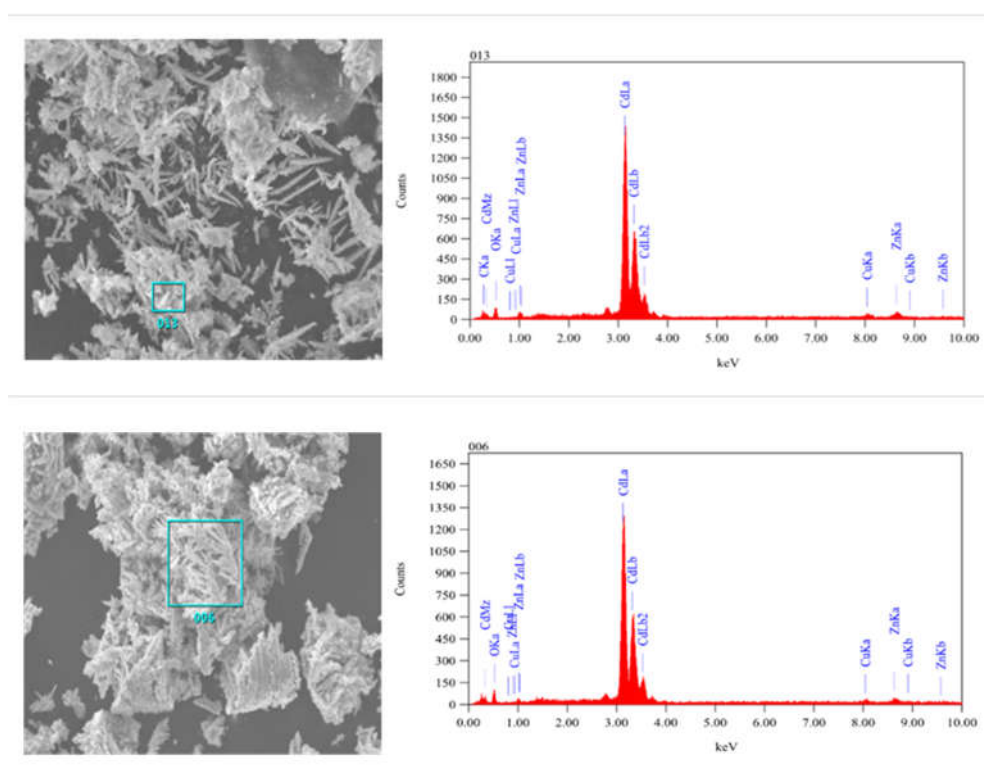 013
1800
1650
1500
1350
1200
1050
900
750
600
450
300
150
0
Counts
CKa
CdMz
OKa
CuLl
ZnLl
CuLa
ZnLa ZnLb
CdLa
CdLb
CdLb2
CuKa
ZnKa
CuKb
ZnKb
0.00 1.00 2.00 3.00 4.00 5.00 6.00 7.00 8.00 9.00 10.00
keV
013
006
1650
1500
1350
1200
1050
900
750
600
450
300
150
0
Counts
CdMz
OKa
CuLl
CuLa
ZnLa ZnLb
CdLa
CdLb
CdLb2
CuKa
ZnKa
CuKb
ZnKb
0.00 1.00 2.00 3.00 4.00 5.00 6.00 7.00 8.00 9.00 10.00
keV
006